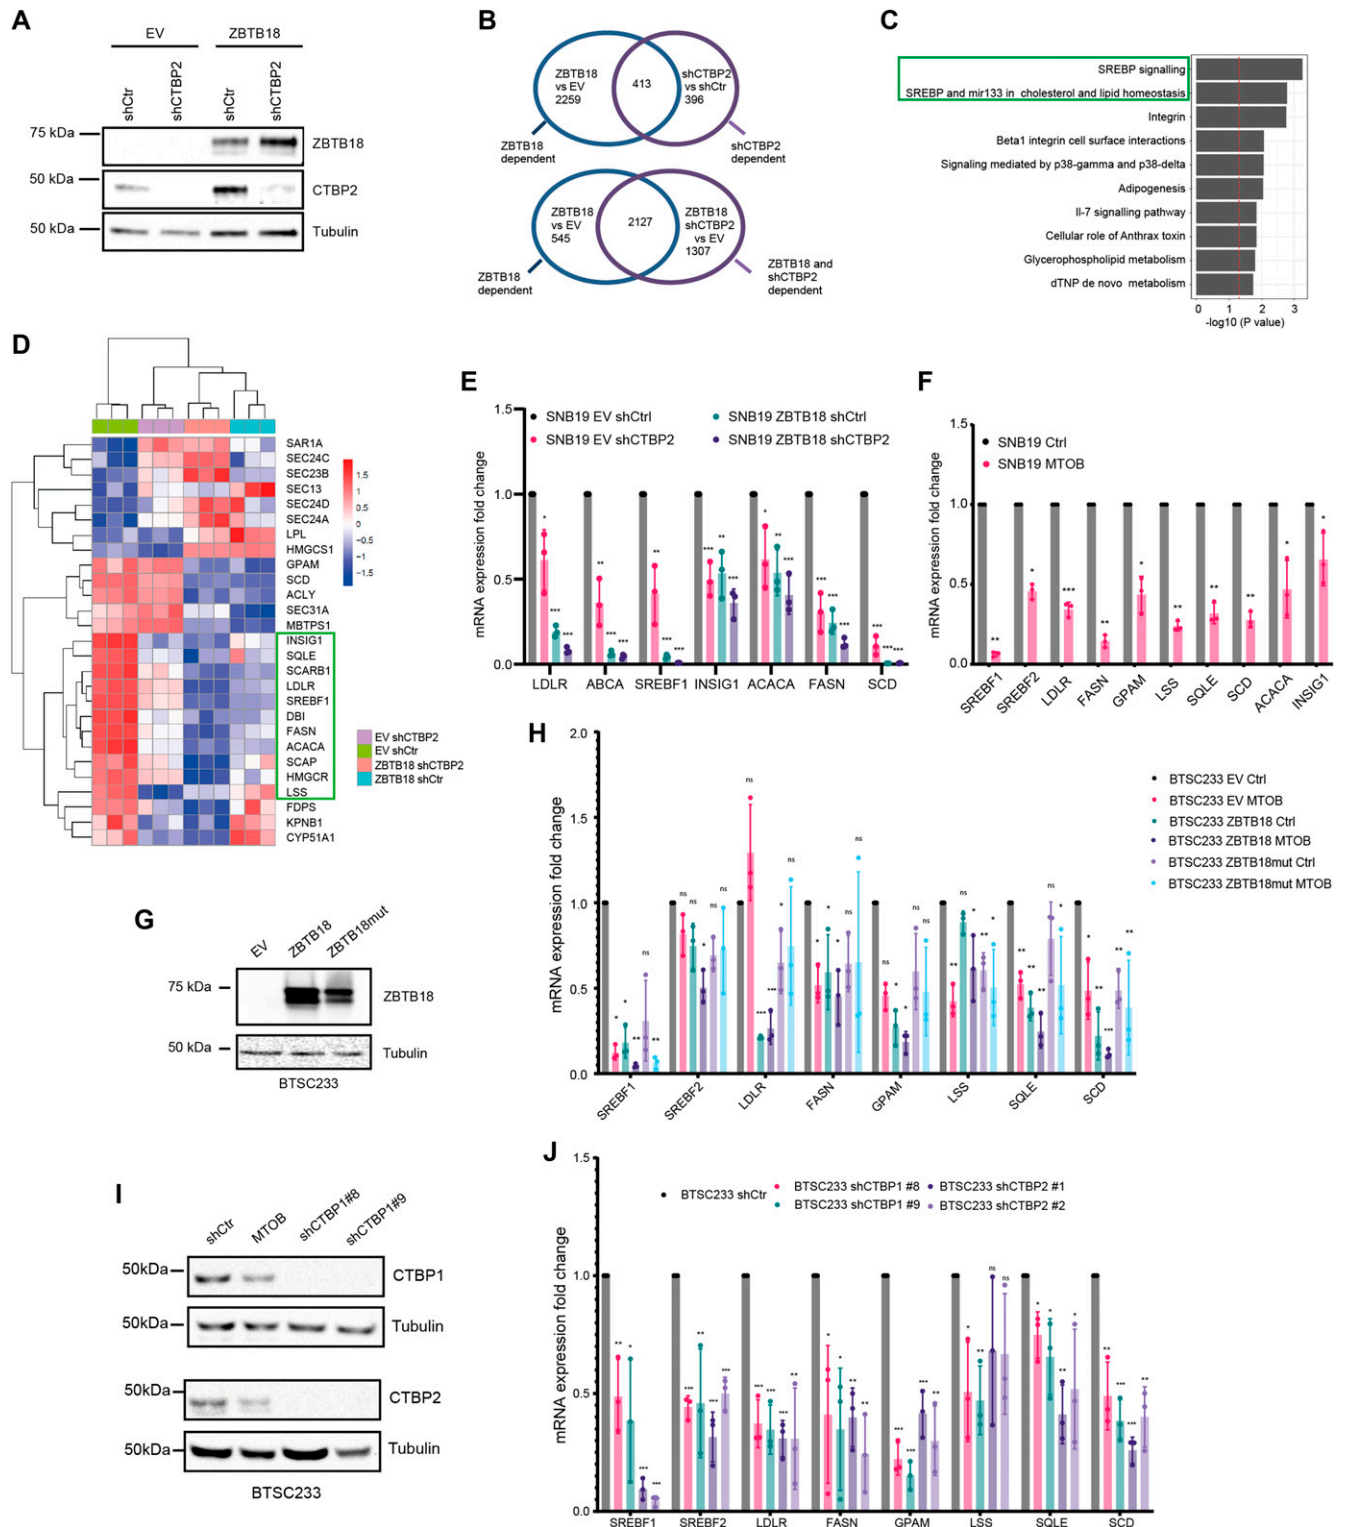 A
EV
ZBTB18
shCtr
shCTBP2
shCtr
shCTBP2
75 kDa
ZBTB18
50 kDa
CTBP2
50 kDa
Tubulin
B
ZBTB18
vs EV
2259
413
shCTBP2
vs shCtr
396
ZBTB18
dependent
shCTBP2
dependent
ZBTB18
vs EV
545
2127
ZBTB18
shCTBP2
vs EV
1307
ZBTB18
dependent
ZBTB18 and
shCTBP2
dependent
C
SREBP signalling
SREBP and mir133 in cholesterol and lipid homeostasis
Integrin
Beta1 integrin cell surface interactions
Signaling mediated by p38-gamma and p38-delta
Adipogenesis
Il-7 signalling pathway
Cellular role of Anthrax toxin
Glycerophospholipid metabolism
dTNP de novo metabolism
0 1 2 3
-log10 (P value)
D
SAR1A
SEC24C
SEC23B
SEC13
SEC24D
SEC24A
LPL
HMGCS1
GPAM
SCD
ACLY
SEC31A
MBTPS1
INSIG1
SQLE
SCARB1
LDLR
SREBF1
DBI
FASN
ACACA
SCAP
HMGCR
LSS
FDPS
KPNB1
CYP51A1
1.5
1
0.5
0
−0.5
−1
−1.5
EV shCTBP2
EV shCtr
ZBTB18 shCTBP2
ZBTB18 shCtr
E
mRNA expression fold change
1.5
1.0
0.5
0.0
SNB19 EV shCtrl
SNB19 EV shCTBP2
SNB19 ZBTB18 shCtrl
SNB19 ZBTB18 shCTBP2
LDLR ABCA SREBF1 INSIG1 ACACA FASN SCD
F
mRNA expression fold change
1.5
1.0
0.5
0.0
SNB19 Ctrl
SNB19 MTOB
SREBF1 SREBF2 LDLR FASN GPAM LSS SQLE SCD ACACA INSIG1
G
EV
ZBTB18
ZBTB18mut
75 kDa
ZBTB18
50 kDa
Tubulin
BTSC233
H
mRNA expression fold change
2.0
1.5
1.0
0.5
0.0
BTSC233 EV Ctrl
BTSC233 EV MTOB
BTSC233 ZBTB18 Ctrl
BTSC233 ZBTB18 MTOB
BTSC233 ZBTB18mut Ctrl
BTSC233 ZBTB18mut MTOB
SREBF1 SREBF2 LDLR FASN GPAM LSS SQLE SCD
I
shCtr
MTOB
shCTBP1#8
shCTBP1#9
50kDa
CTBP1
50kDa
Tubulin
50kDa
CTBP2
50kDa
Tubulin
BTSC233
J
mRNA expression fold change
1.5
1.0
0.5
0.0
BTSC233 shCtr
BTSC233 shCTBP1 #8
BTSC233 shCTBP1 #9
BTSC233 shCTBP2 #1
BTSC233 shCTBP2 #2
SREBF1 SREBF2 LDLR FASN GPAM LSS SQLE SCD